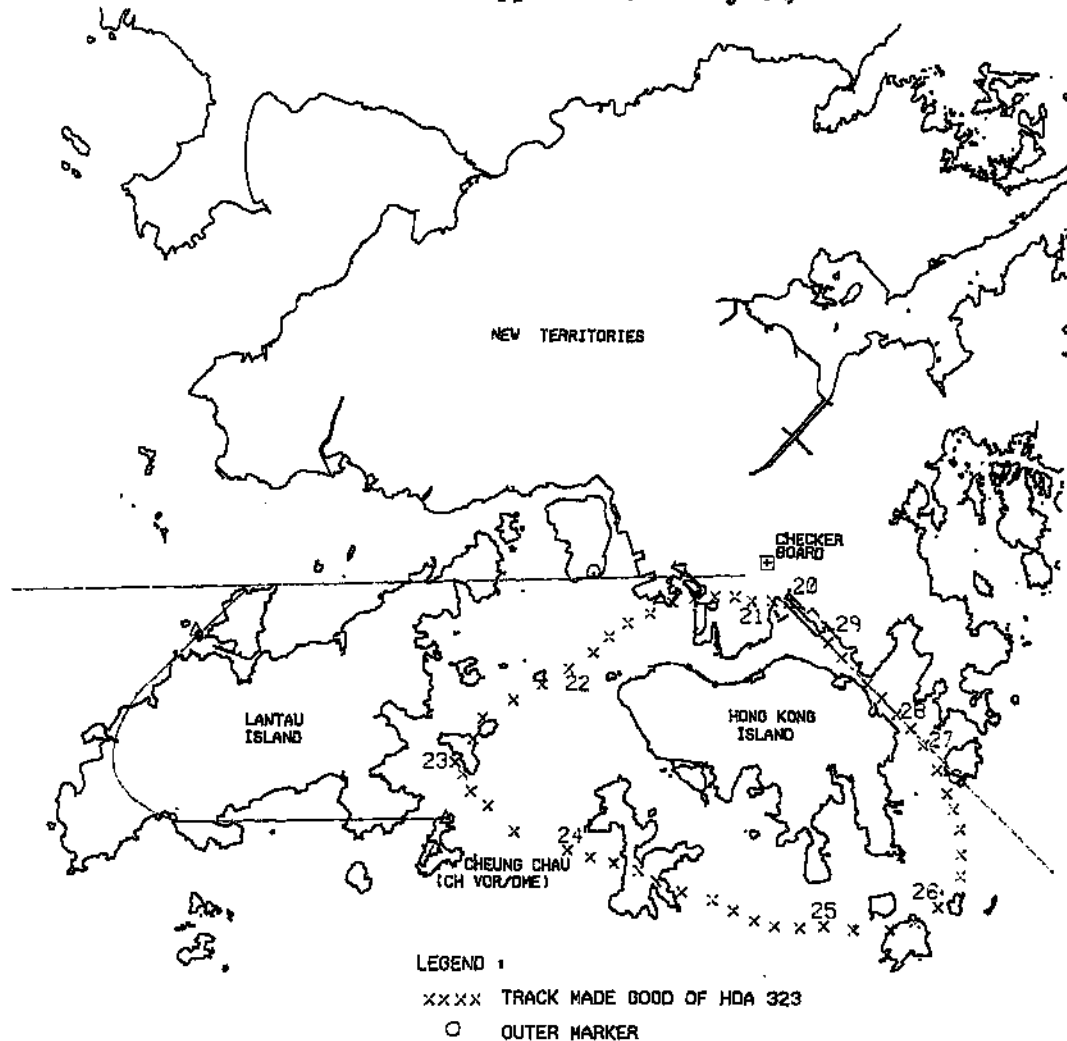 NEW TERRITORIES
CHECKER
BOARD
20
21
29
22
LANTAU
ISLAND
HONG KONG
ISLAND
28
27
23
24
CHEUNG CHAU
(CH VOR/DME)
25
26
LEGEND :
XXXX TRACK MADE GOOD OF HDA 323
OUTER MARKER